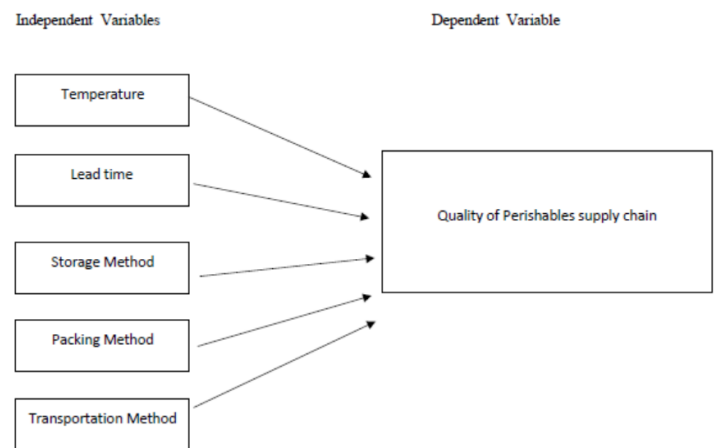 Independent Variables
Dependent Variable
Temperature
Lead time
Storage Method
Packing Method
Transportation Method
Quality of Perishables supply chain